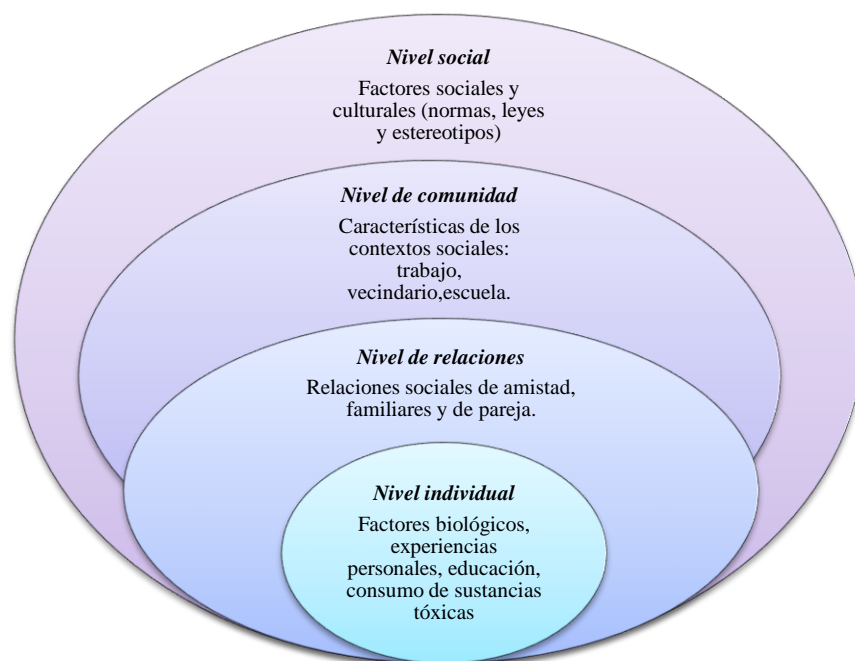 Nivel social
Factores sociales y
culturales (normas, leyes
y estereotipos)
Nivel de comunidad
Características de los
contextos sociales:
trabajo,
vecindario,escuela.
Nivel de relaciones
Relaciones sociales de amistad,
familiares y de pareja.
Nivel individual
Factores biológicos,
experiencias
personales, educación,
consumo de sustancias
tóxicas